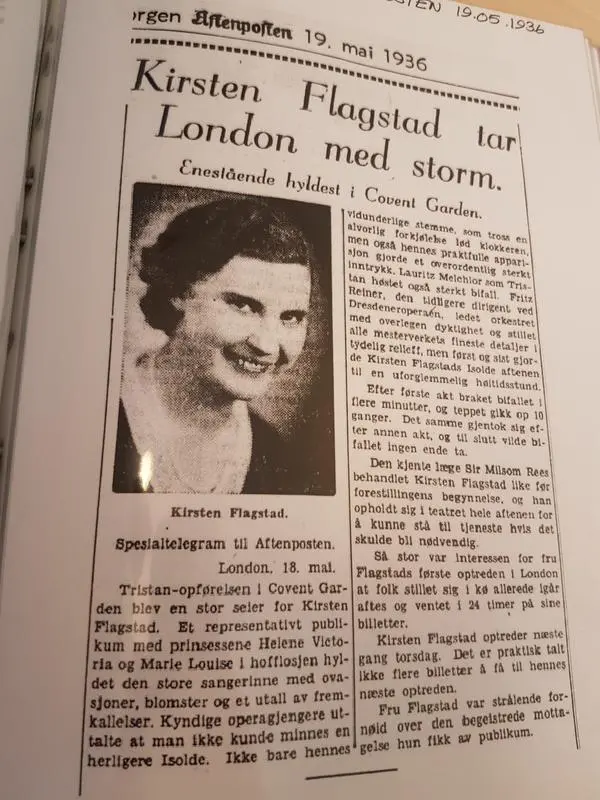 STEN 19.05.1936
orgen Aftenposten 19. mai 1936
Kirsten Flagstad tar
London med storm.
Enestående hyldest i Covent Garden.
Kirsten Flagstad.
Spesialtelegram til Aftenposten.
London, 18. mai.
Tristan-opførelsen i Covent Gar-
den blev en stor seier for Kirsten
Flagstad. Et representativt publi-
kum med prinsessene Helene Victo-
ria og Marie Louise i hofflosjen hyl-
det den store sangerinne med ova-
sjoner, blomster og et utall av frem-
kallelser. Kyndige operagjengere ut-
talte at man ikke kunde minnes en
herligere Isolde. Ikke bare hennes
vidunderlige stemme, som tross en
alvorlig forkjølelse lød klokkeren,
men også hennes praktfulle appari-
sjon gjorde et overordentlig sterkt
inntrykk. Lauritz Melchior som Tris-
tan høstet også sterkt bifall. Fritz
Reiner, den tidligere dirigent ved
Dresdeneroperaen, ledet orkestret
med overlegen dyktighet og stillet
alle mesterverkets fineste detaljer i
tydelig relieff, men først og sist gjor-
de Kirsten Flagstads Isolde aftenen
til en uforglemmelig høitidsstund.
Efter første akt braket bifallet i
flere minutter, og teppet gikk op 10
ganger. Det samme gjentok sig ef-
ter annen akt, og til slutt vilde bi-
fallet ingen ende ta.
Den kjente læge Sir Milsom Rees
behandlet Kirsten Flagstad like før
forestillingens begynnelse, og han
opholdt sig i teatret hele aftenen for
å kunne stå til tjeneste hvis det
skulde bli nødvendig.
Så stor var interessen for fru
Flagstads første optreden i London
at folk stillet sig i kø allerede igår
aftes og ventet i 24 timer på sine
billetter.
Kirsten Flagstad optreder næste
gang torsdag. Det er praktisk talt
ikke flere billetter å få til hennes
næste optreden.
Fru Flagstad var strålende for-
nøid over den begeistrede motta-
gelse hun fikk av publikum.